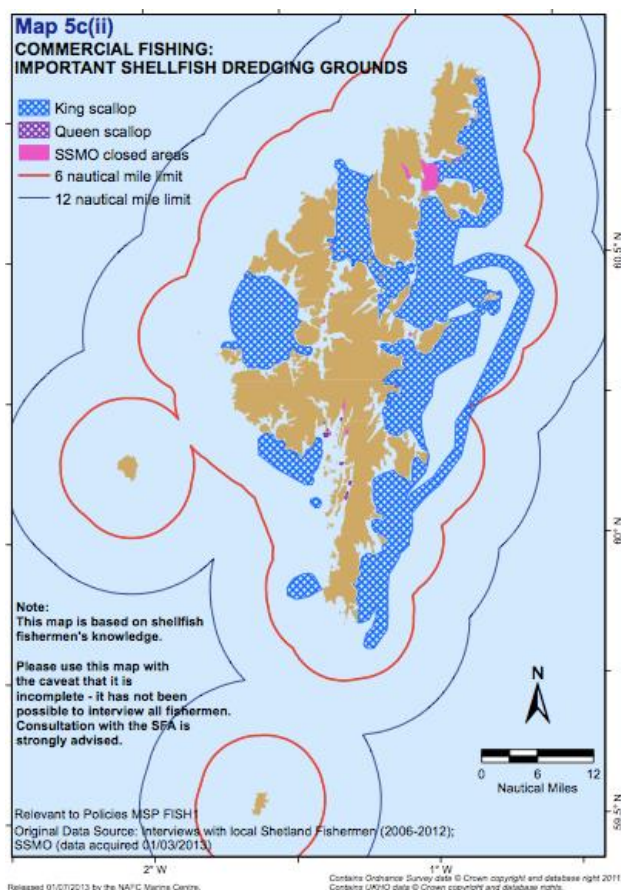 Map 5c(ii)
COMMERCIAL FISHING:
IMPORTANT SHELLFISH DREDGING GROUNDS
King scallop
Queen scallop
SSMO closed areas
6 nautical mile limit
12 nautical mile limit
60.5° N
60° N
59.5° N
Note:
This map is based on shellfish
fishermen's knowledge.
Please use this map with
the caveat that it is
incomplete - it has not been
possible to interview all fishermen.
Consultation with the SFA is
strongly advised.
N
0 6 12
Nautical Miles
Relevant to Policies MSP FISH1
Original Data Source: Interviews with local Shetland Fishermen (2006-2012);
SSMO (data acquired 01/03/2013)
2° W
1° W
Released 01/07/2013 by the NAFC Marine Centre.
Contains Ordnance Survey data © Crown copyright and database right 2011
Contains UKHO data © Crown copyright and database rights.